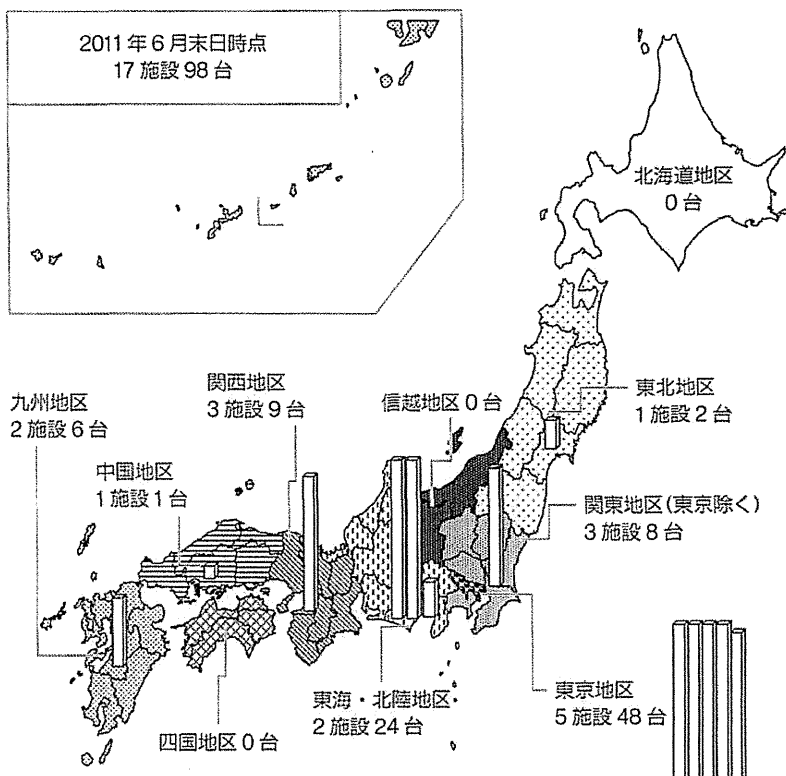 2011年6月末日時点
17施設98台
北海道地区
0台
関西地区
3施設9台
信越地区0台
東北地区
1施設2台
九州地区
2施設6台
中国地区
1施設1台
関東地区(東京除く)
3施設8台
東海・北陸地区
2施設24台
東京地区
5施設48台
四国地区0台